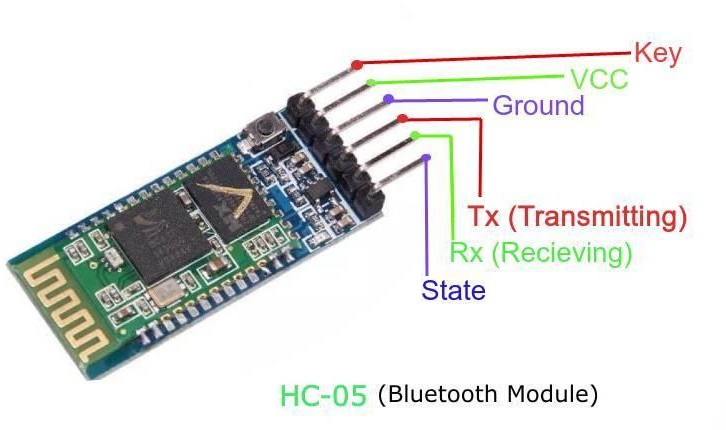 Key
VCC
Ground
Tx (Transmitting)
Rx (Recieving)
State
HC-05 (Bluetooth Module)